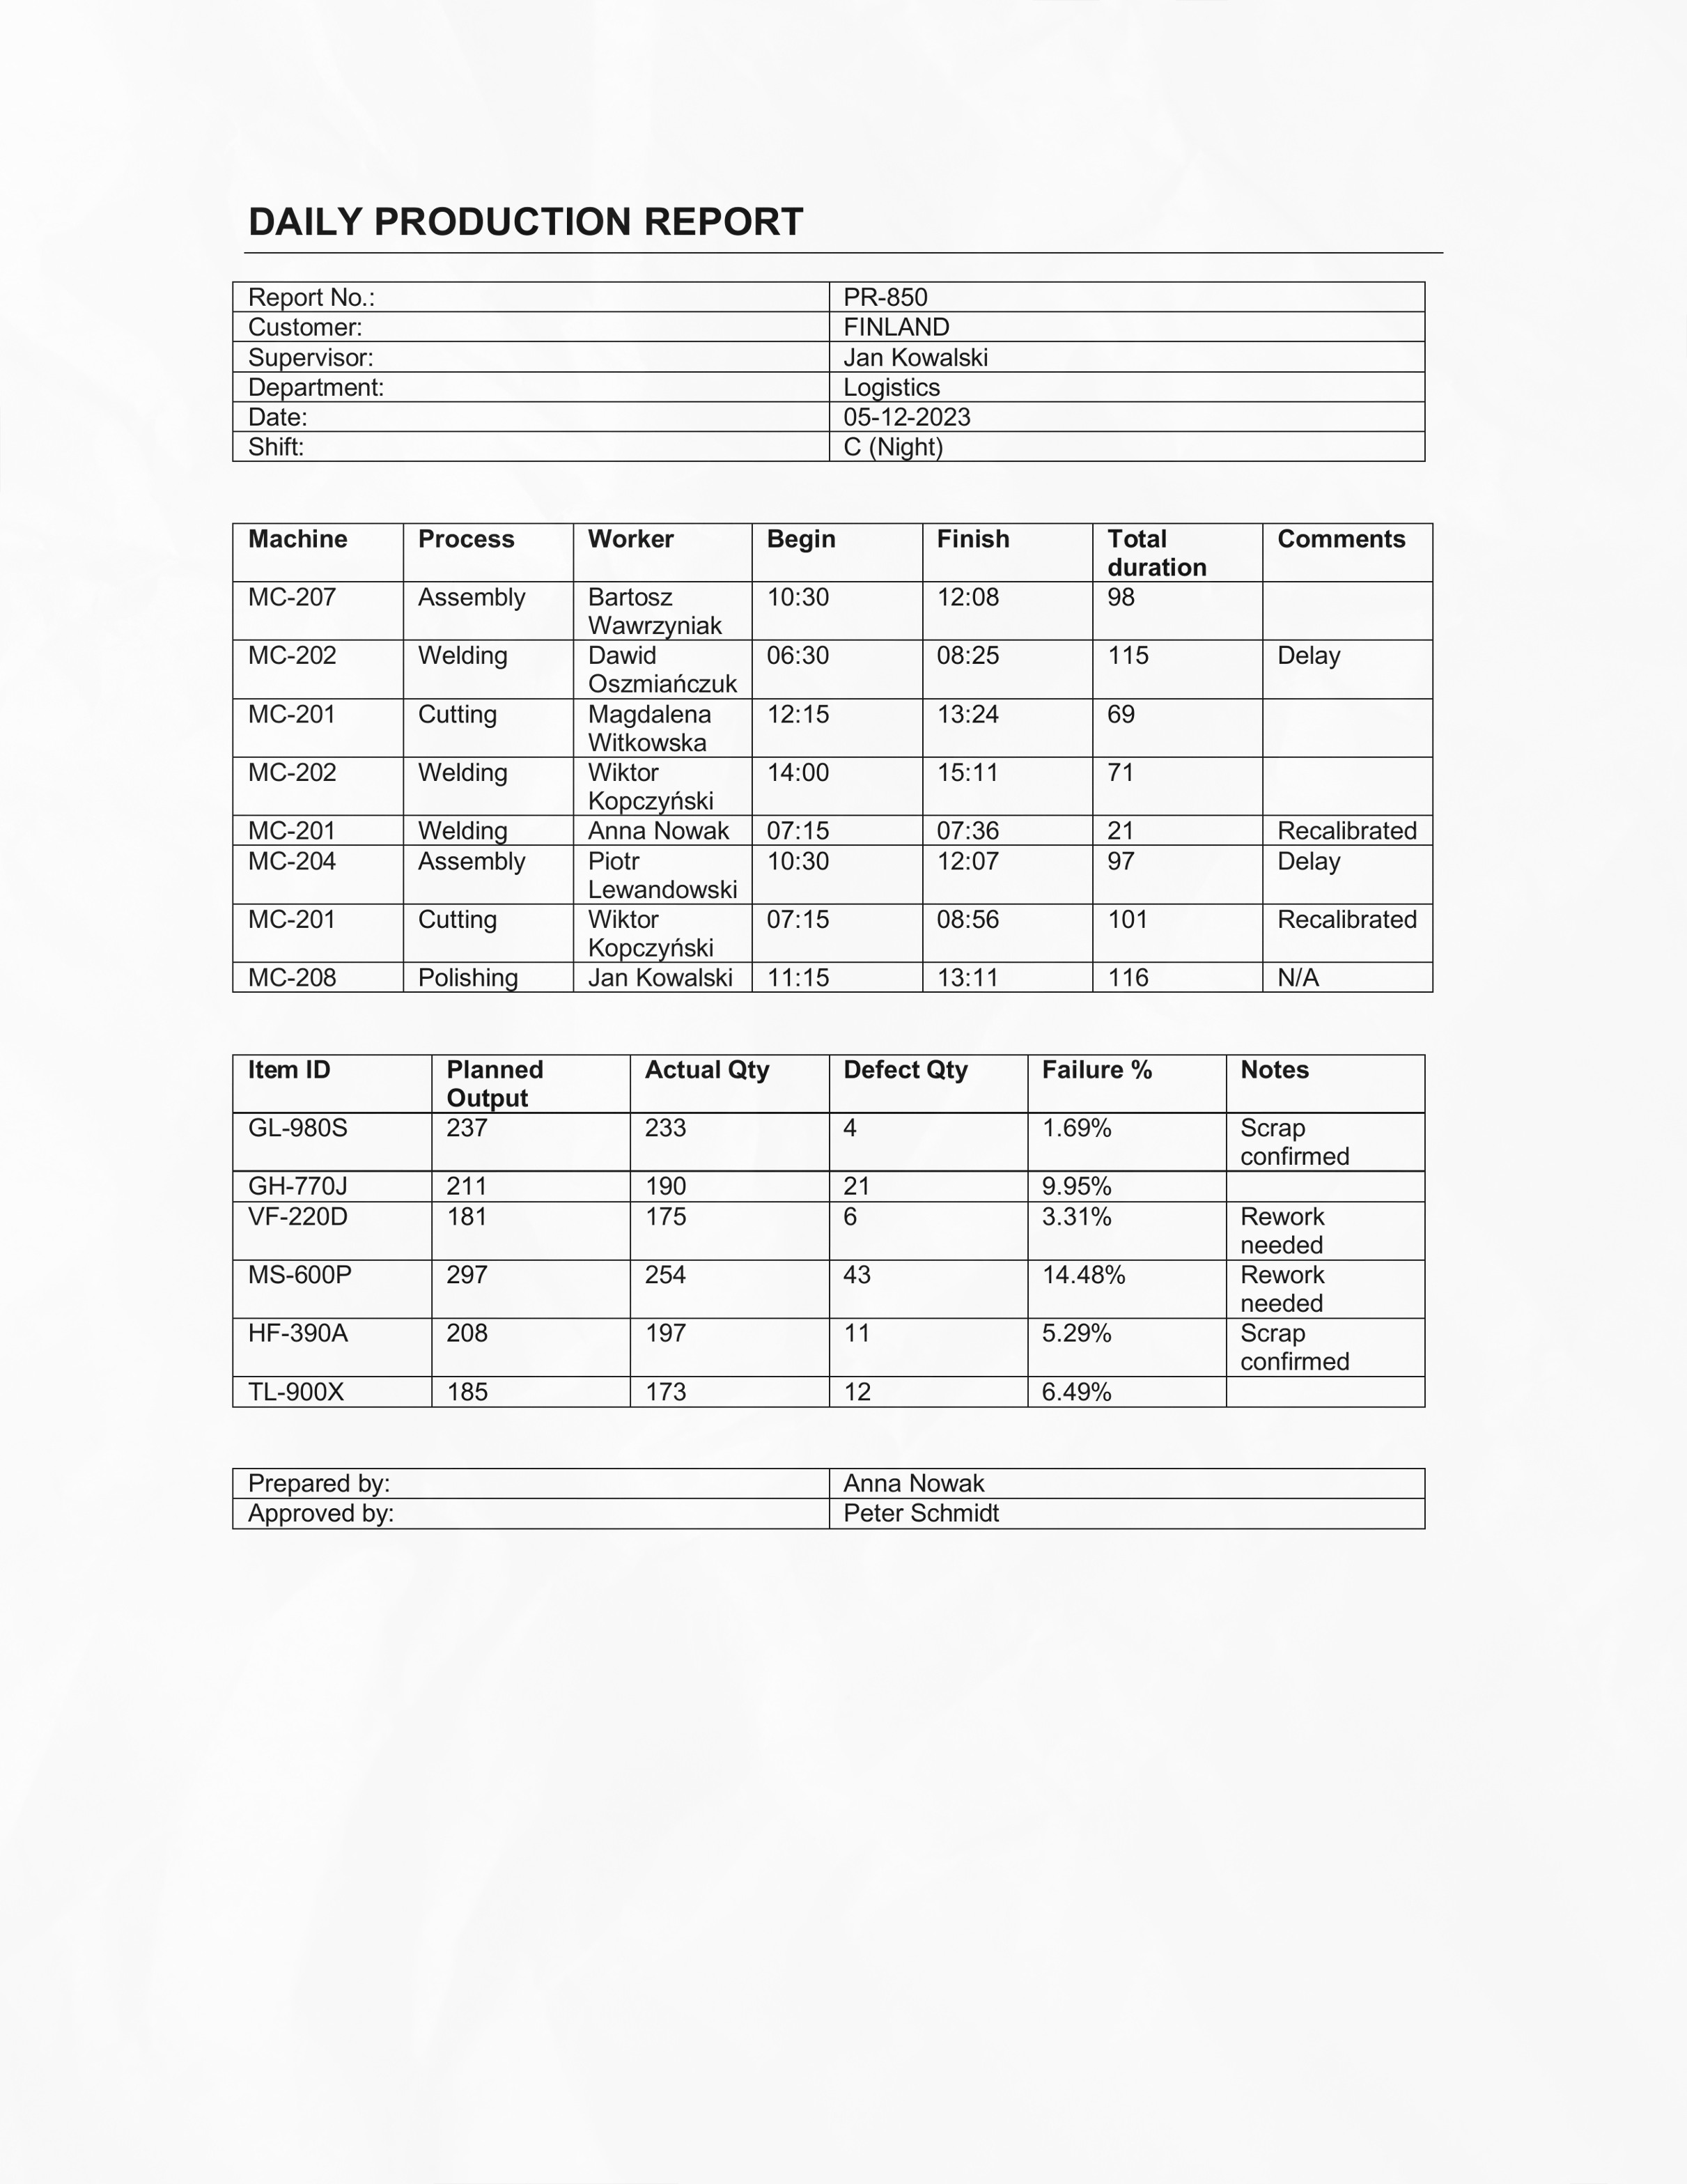 DAILY PRODUCTION REPORT
Report No.: PR-850
Customer: FINLAND
Supervisor: Jan Kowalski
Department: Logistics
Date: 05-12-2023
Shift: C (Night)
Machine Process Worker Begin Finish Total duration Comments
MC-207 Assembly Bartosz Wawrzyniak 10:30 12:08 98
MC-202 Welding Dawid Oszmiańczuk 06:30 08:25 115 Delay
MC-201 Cutting Magdalena Witkowska 12:15 13:24 69
MC-202 Welding Wiktor Kopczyński 14:00 15:11 71
MC-201 Welding Anna Nowak 07:15 07:36 21 Recalibrated
MC-204 Assembly Piotr Lewandowski 10:30 12:07 97 Delay
MC-201 Cutting Wiktor Kopczyński 07:15 08:56 101 Recalibrated
MC-208 Polishing Jan Kowalski 11:15 13:11 116 N/A
Item ID Planned Output Actual Qty Defect Qty Failure % Notes
GL-980S 237 233 4 1.69% Scrap confirmed
GH-770J 211 190 21 9.95%
VF-220D 181 175 6 3.31% Rework needed
MS-600P 297 254 43 14.48% Rework needed
HF-390A 208 197 11 5.29% Scrap confirmed
TL-900X 185 173 12 6.49%
Prepared by: Anna Nowak
Approved by: Peter Schmidt